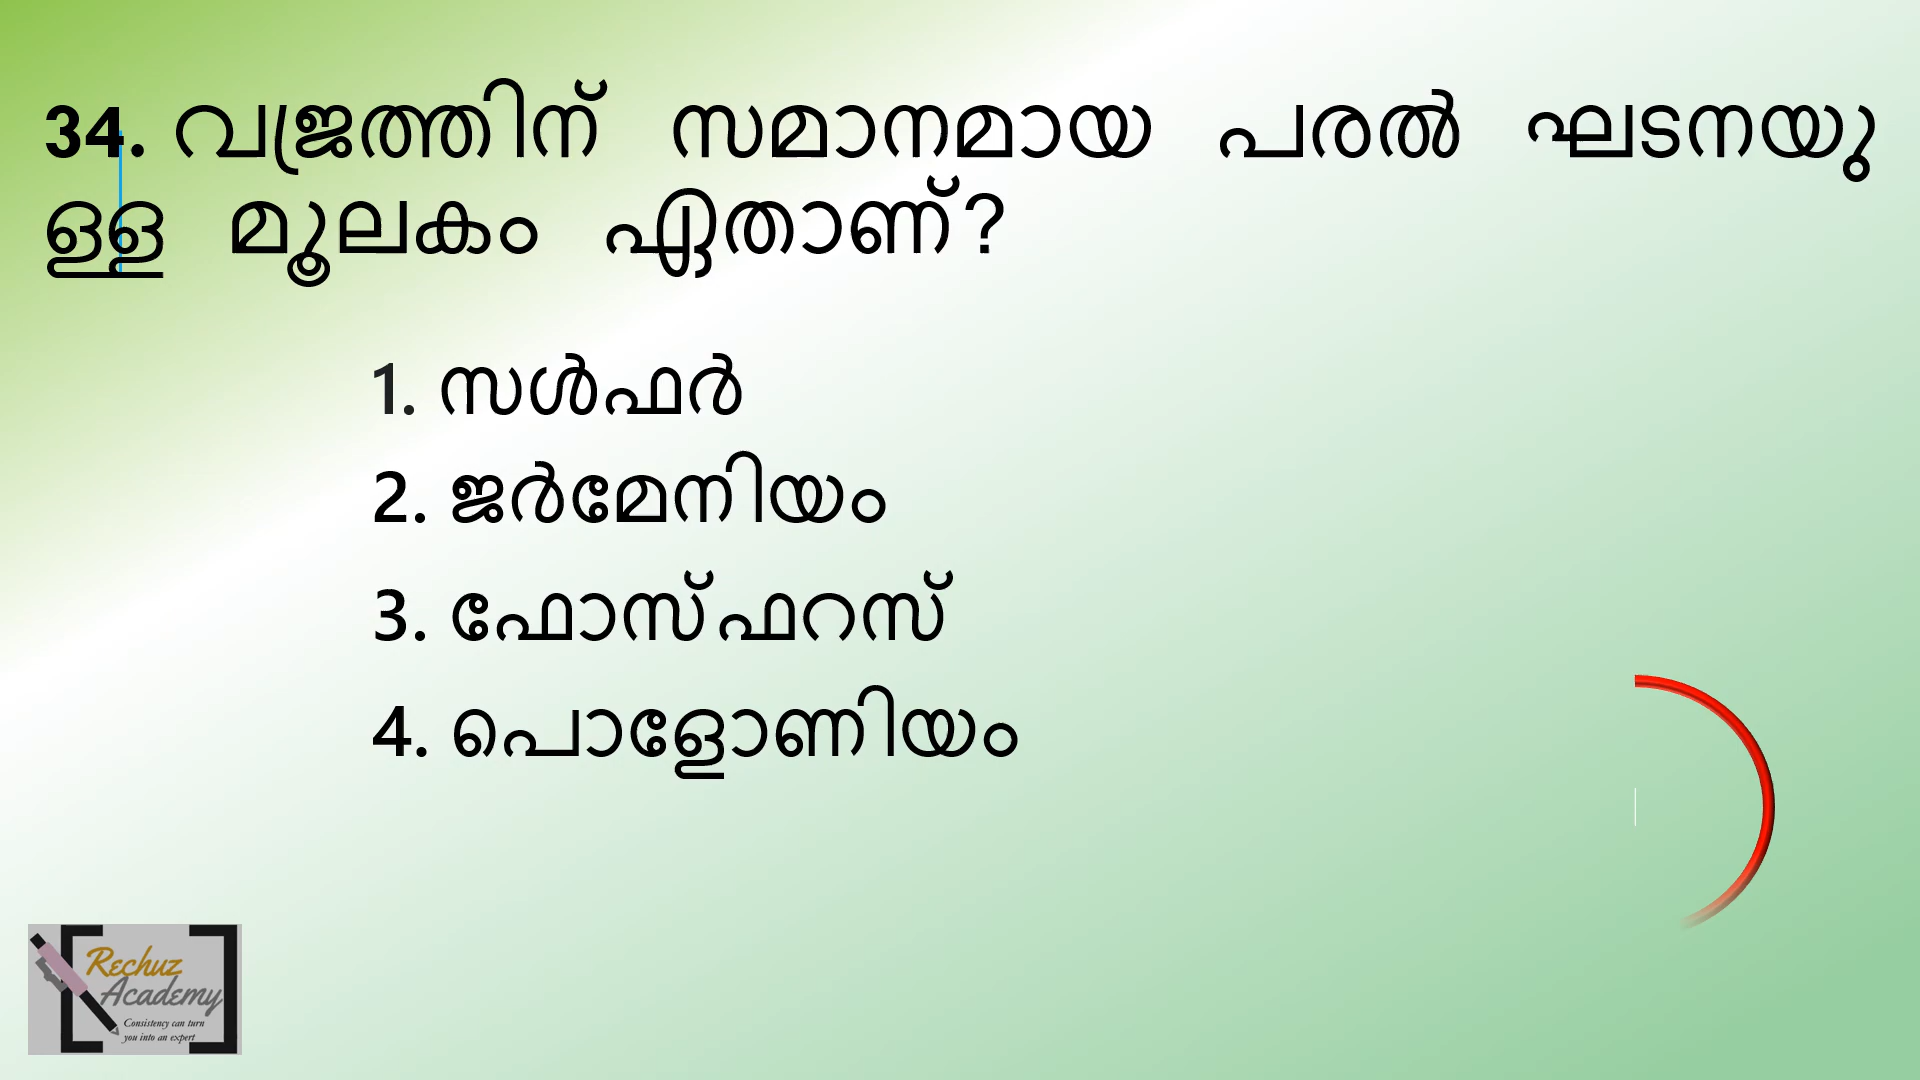 34. വജ്രത്തിന് സമാനമായ പരൽ ഘടനയു
ള്ള മൂലകം ഏതാണ്?
1. സൾഫർ
2. ജർമേനിയം
3. ഫോസ്ഫറസ്
4. പൊളോണിയം
Rechuz
Academy
Consistency can turn
you into an expert